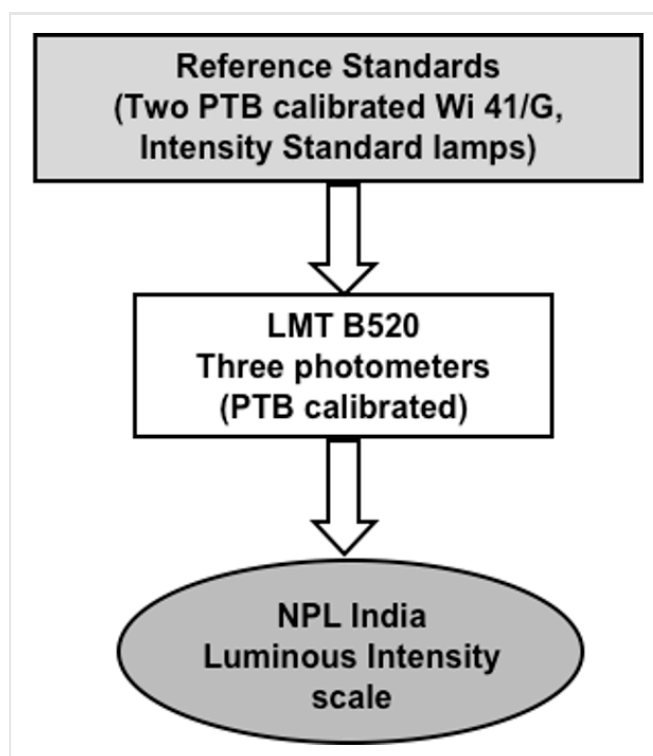 Reference Standards
(Two PTB calibrated Wi 41/G,
Intensity Standard lamps)
LMT B520
Three photometers
(PTB calibrated)
NPL India
Luminous Intensity
scale